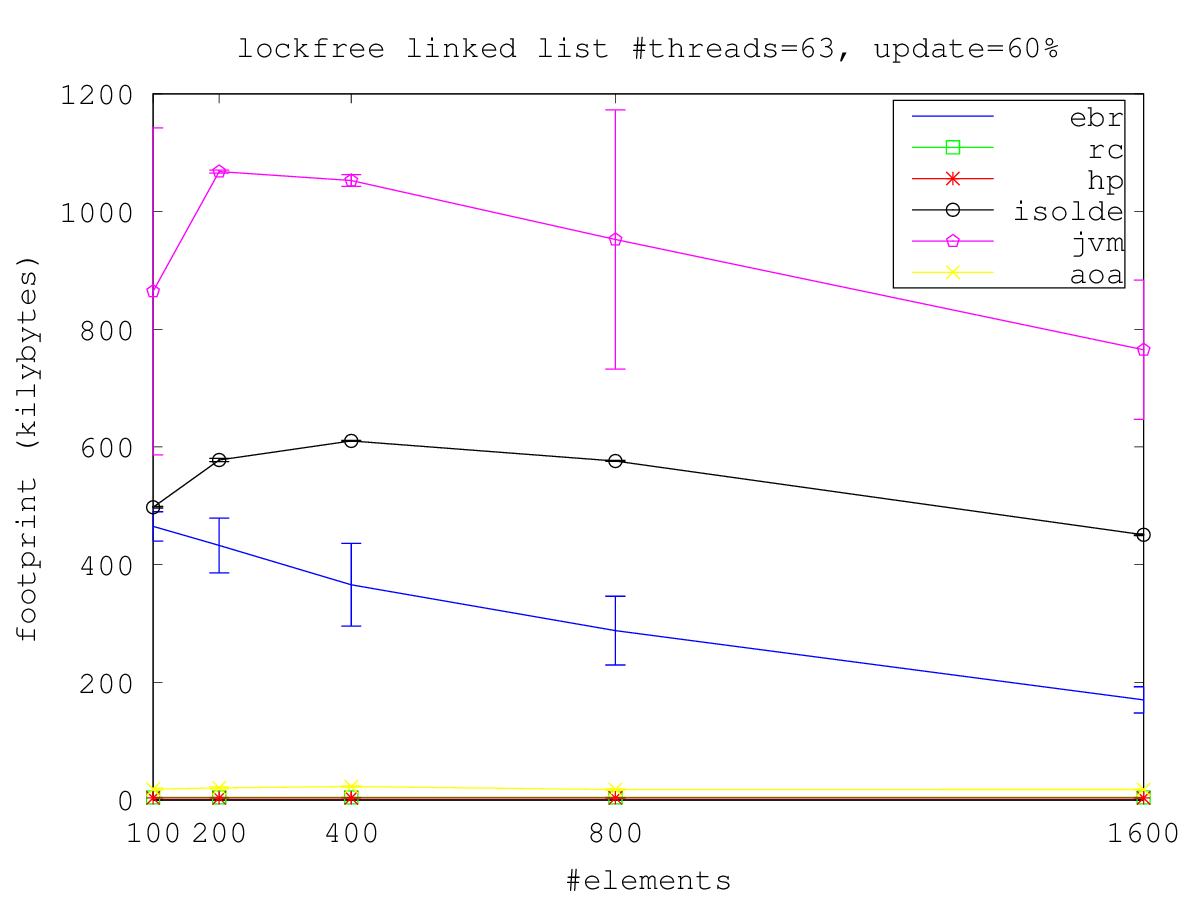 lockfree linked list #threads=63, update=60%
footprint (kilybytes)
1200
1000
800
600
400
200
0
ebr
rc
hp
isolde
jvm
aoa
100 200 400 800 1600
#elements